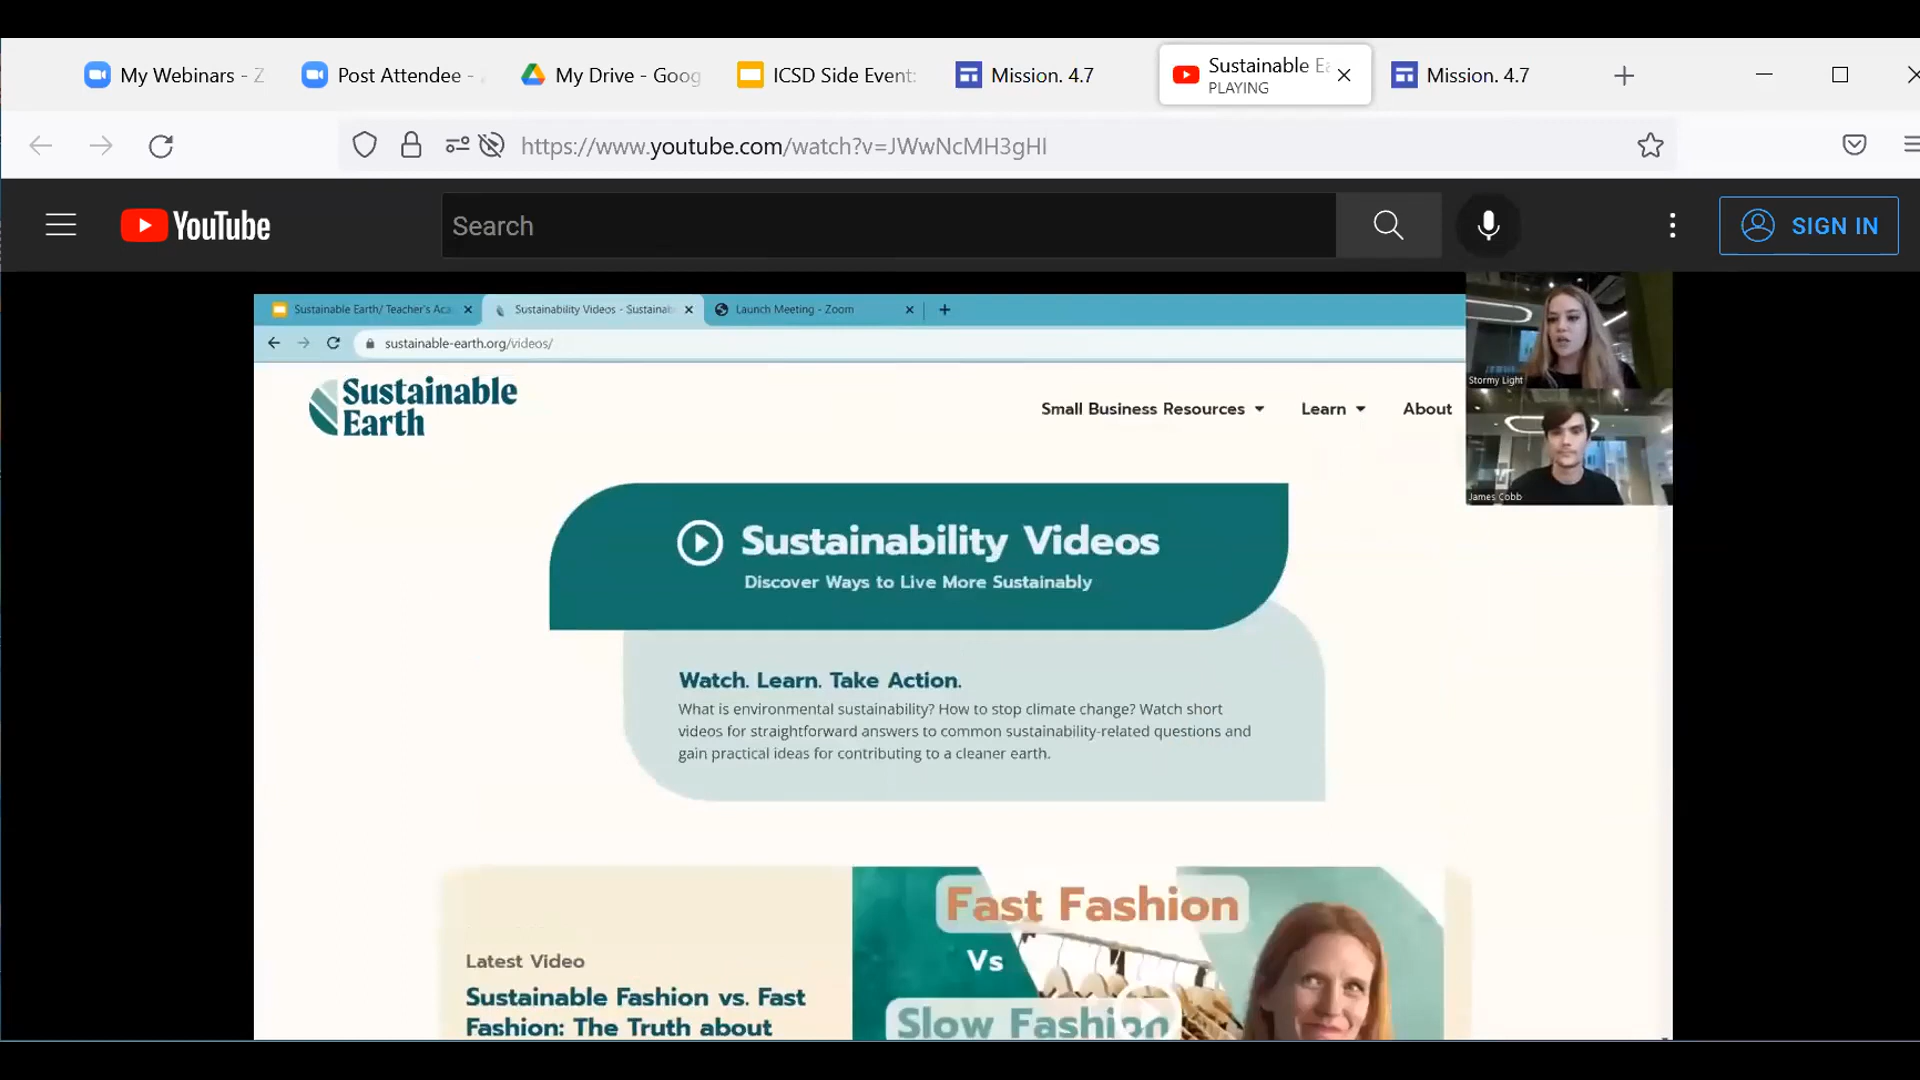 My Webinars - Z
Post Attendee -
My Drive - Goog
ICSD Side Event:
Mission. 4.7
Sustainable Ea
PLAYING
Mission. 4.7
https://www.youtube.com/watch?v=JWwNcMH3gHI
YouTube
Search
SIGN IN
Sustainable Earth/ Teacher's Aca
Sustainability Videos - Sustainab
Launch Meeting - Zoom
sustainable-earth.org/videos/
Sustainable
Earth
Small Business Resources
Learn
About
Stormy Light
James Cobb
Sustainability Videos
Discover Ways to Live More Sustainably
Watch. Learn. Take Action.
What is environmental sustainability? How to stop climate change? Watch short
videos for straightforward answers to common sustainability-related questions and
gain practical ideas for contributing to a cleaner earth.
Latest Video
Sustainable Fashion vs. Fast
Fashion: The Truth about
Fast Fashion
Vs
Slow Fashion